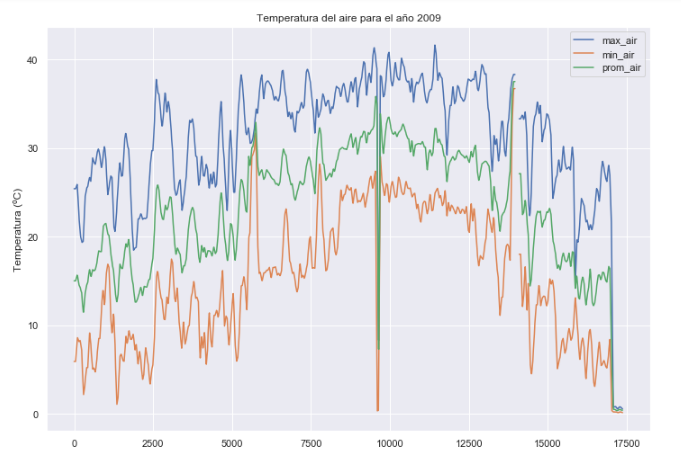 Temperatura del aire para el año 2009
max_air
min_air
prom_air
Temperatura (ºC)
40
30
20
10
0
0 2500 5000 7500 10000 12500 15000 17500